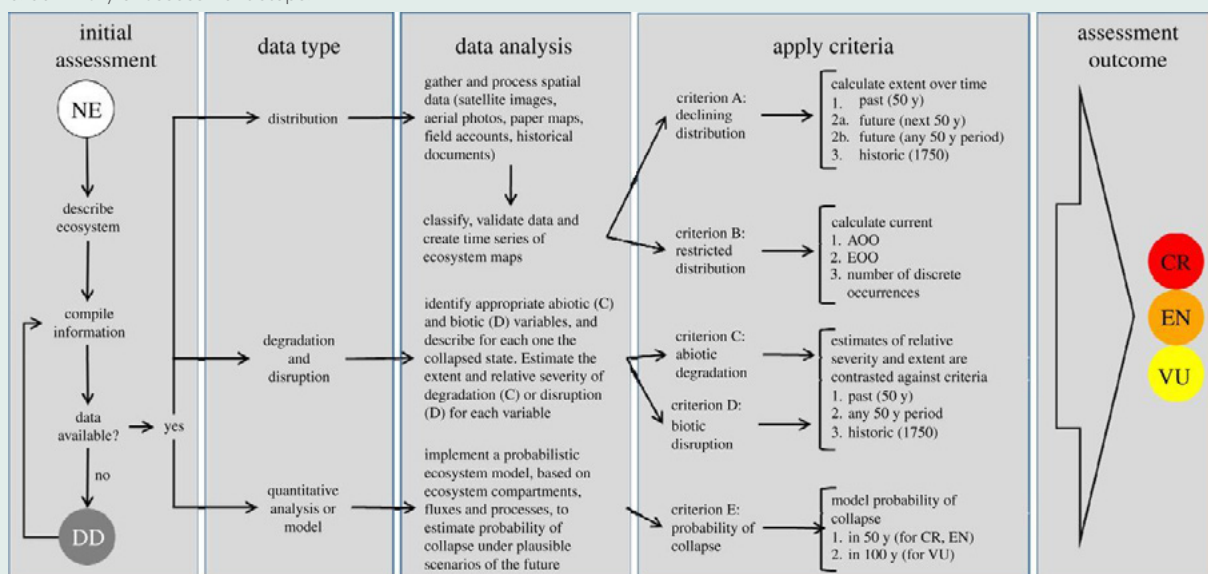 initial
assessment
NE
describe
ecosystem
compile
information
data
available?
yes
no
DD
data type
distribution
degradation
and
disruption
quantitative
analysis or
model
data analysis
gather and process spatial
data (satellite images,
aerial photos, paper maps,
field accounts, historical
documents)
classify, validate data and
create time series of
ecosystem maps
identify appropriate abiotic (C)
and biotic (D) variables, and
describe for each one the
collapsed state. Estimate the
extent and relative severity of
degradation (C) or disruption
(D) for each variable
implement a probabilistic
ecosystem model, based on
ecosystem compartments,
fluxes and processes, to
estimate probability of
collapse under plausible
scenarios of the future
apply criteria
criterion A:
declining
distribution
calculate extent over time
1. past (50 y)
2a. future (next 50 y)
2b. future (any 50 y period)
3. historic (1750)
criterion B:
restricted
distribution
calculate current
1. AOO
2. EOO
3. number of discrete
occurrences
criterion C:
abiotic
degradation
criterion D:
biotic
disruption
estimates of relative
severity and extent are
contrasted against criteria
1. past (50 y)
2. any 50 y period
3. historic (1750)
criterion E:
probability of
collapse
model probability of
collapse
1. in 50 y (for CR, EN)
2. in 100 y (for VU)
assessment
outcome
CR
EN
VU